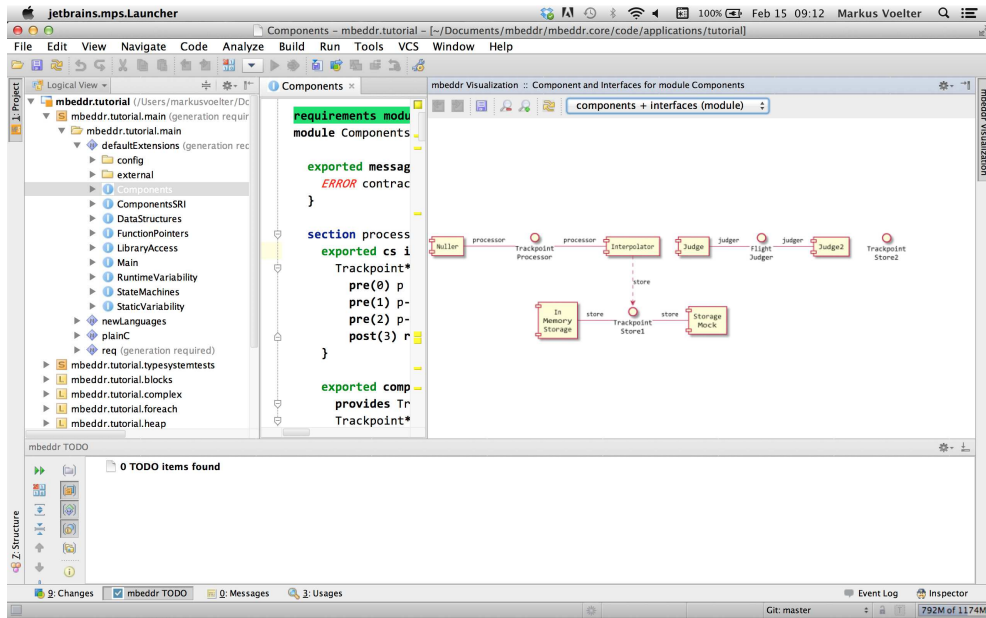 jetbrains.mps.Launcher 100% Feb 15 09:12 Markus Voelter
Components – mbeddr.tutorial – [~/Documents/mbeddr/mbeddr.core/code/applications/tutorial]
File Edit View Navigate Code Analyze Build Run Tools VCS Window Help
1: Project
Logical View
mbeddr.tutorial (/Users/markusvoelter/Do
mbeddr.tutorial.main (generation requir
mbeddr.tutorial.main
defaultExtensions (generation rec
config
external
Components
ComponentsSRI
DataStructures
FunctionPointers
LibraryAccess
Main
RuntimeVariability
StateMachines
StaticVariability
newLanguages
plainC
req (generation required)
mbeddr.tutorial.typesystemtests
mbeddr.tutorial.blocks
mbeddr.tutorial.complex
mbeddr.tutorial.foreach
mbeddr.tutorial.heap
Components
requirements modu
module Components
exported messag
ERROR contrac
}
section process
exported cs i
Trackpoint*
pre(0) p
pre(1) p-
pre(2) p-
post(3) r
}
exported comp
provides Tr
Trackpoint*
mbeddr Visualization :: Component and Interfaces for module Components
components + interfaces (module)
mbeddr Visualization
Nuller
processor
Trackpoint
Processor
processor
Interpolator
Judge
judger
Flight
Judger
judger
Judge2
Trackpoint
Store2
store
In
Memory
Storage
store
Trackpoint
Store1
store
Storage
Mock
mbeddr TODO
0 TODO items found
Z: Structure
9: Changes mbeddr TODO 0: Messages 3: Usages Event Log Inspector
Git: master 792M of 1174M